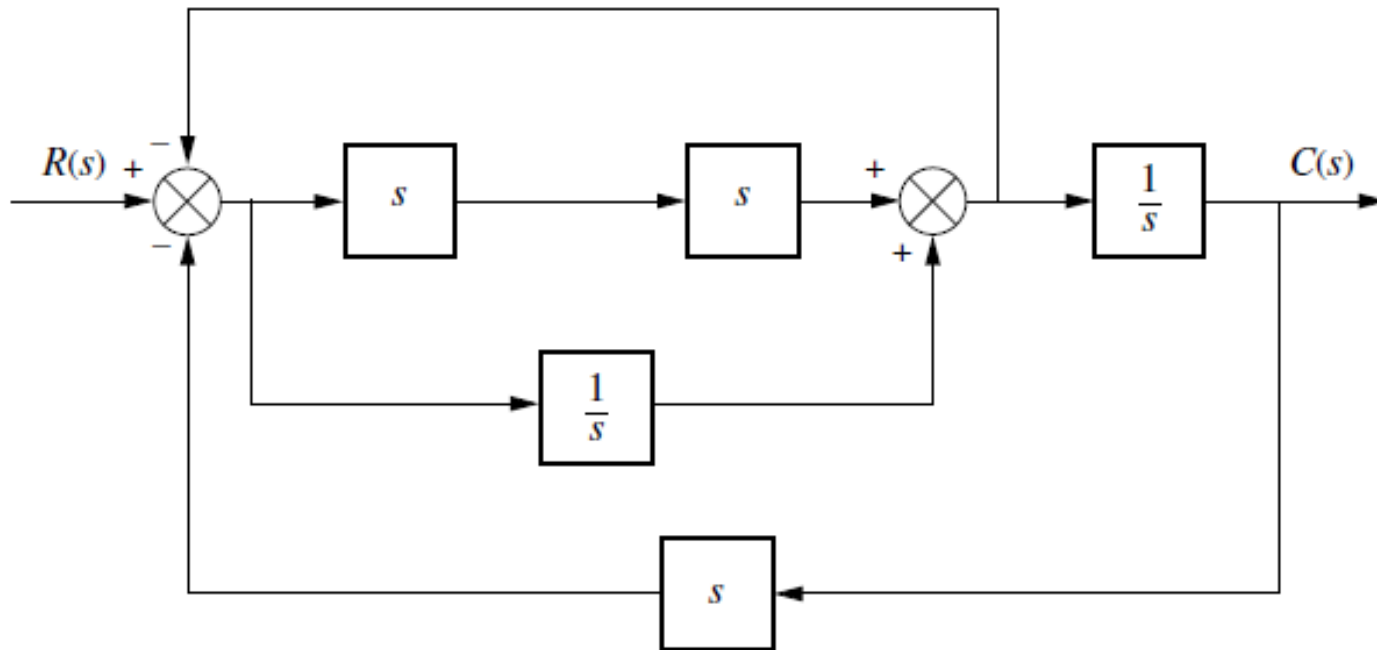 −
R(s) + s + s 1/s C(s)
− +
1/s
s